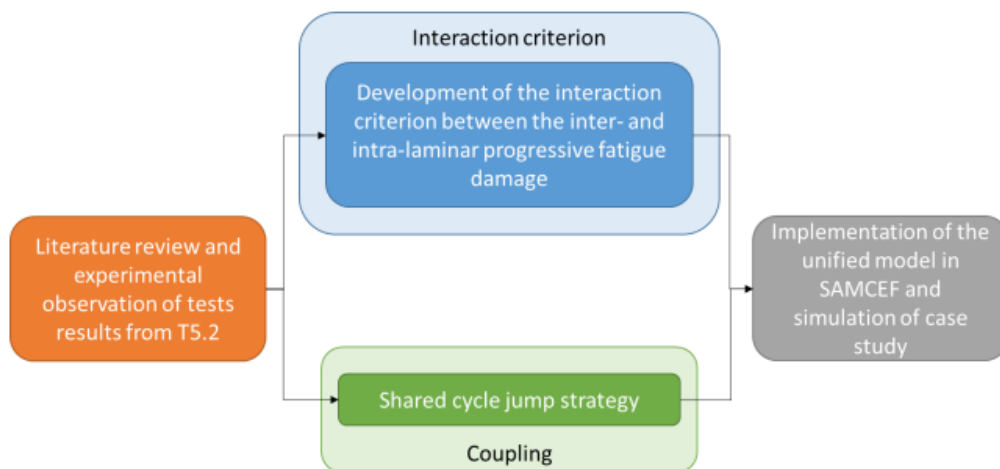 Interaction criterion
Development of the interaction
criterion between the inter- and
intra-laminar progressive fatigue
damage
Literature review and
experimental
observation of tests
results from T5.2
Implementation of the
unified model in
SAMCEF and
simulation of case
study
Shared cycle jump strategy
Coupling